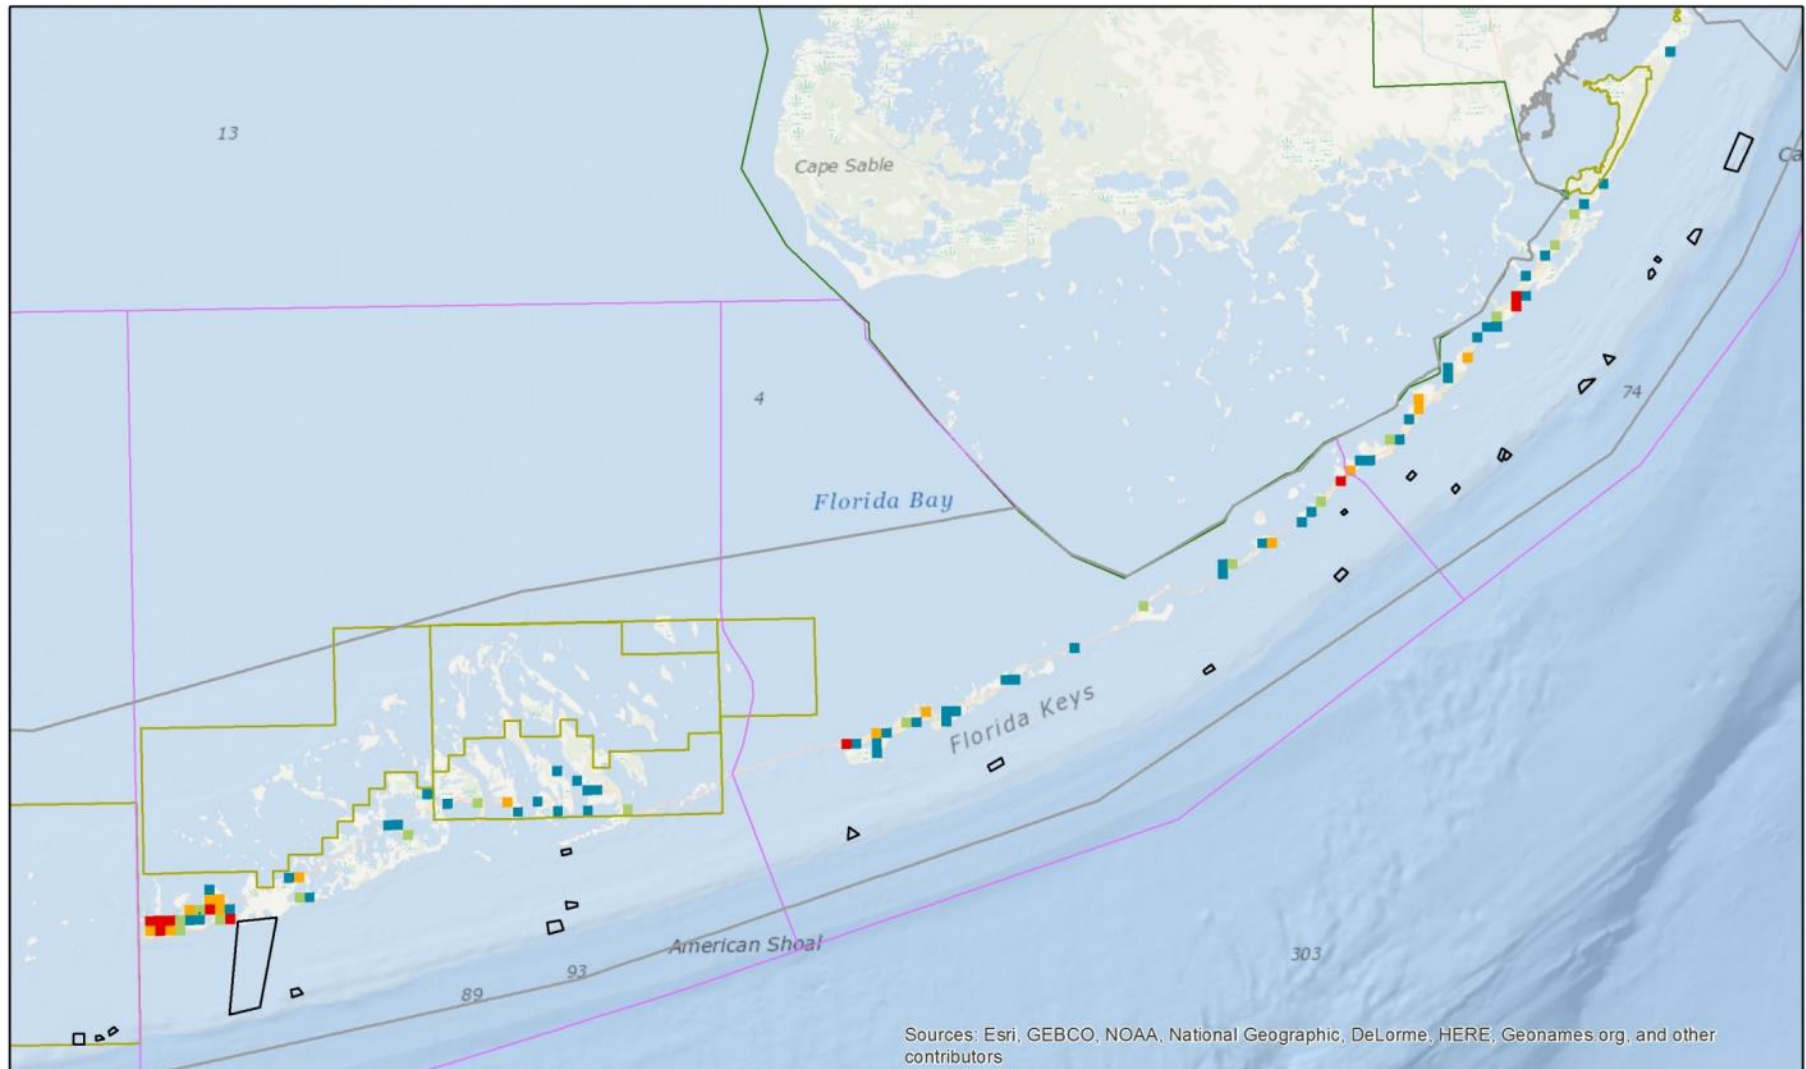 13
Cape Sable
Ca
4
74
Florida Bay
Florida Keys
American Shoal
303
93
89
Sources: Esri, GEBCO, NOAA, National Geographic, DeLorme, HERE, Geonames.org, and other
contributors